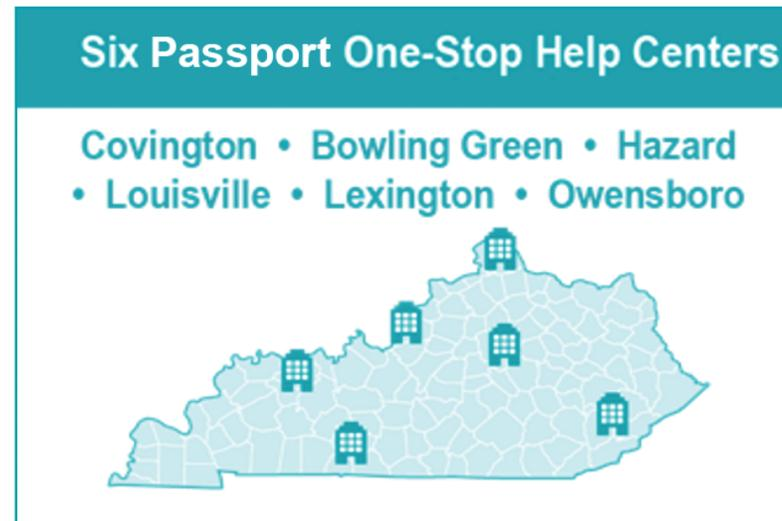 Six Passport One-Stop Help Centers
Covington • Bowling Green • Hazard
• Louisville • Lexington • Owensboro